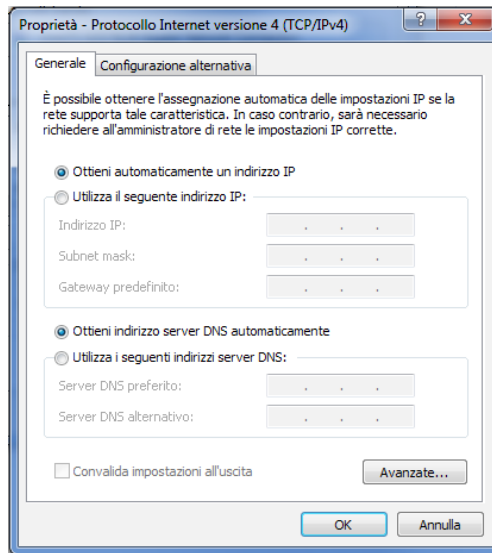 Proprietà - Protocollo Internet versione 4 (TCP/IPv4)
Generale
Configurazione alternativa
È possibile ottenere l'assegnazione automatica delle impostazioni IP se la
rete supporta tale caratteristica. In caso contrario, sarà necessario
richiedere all'amministratore di rete le impostazioni IP corrette.
Ottieni automaticamente un indirizzo IP
Utilizza il seguente indirizzo IP:
Indirizzo IP:
Subnet mask:
Gateway predefinito:
Ottieni indirizzo server DNS automaticamente
Utilizza i seguenti indirizzi server DNS:
Server DNS preferito:
Server DNS alternativo:
Convalida impostazioni all'uscita
Avanzate...
OK
Annulla